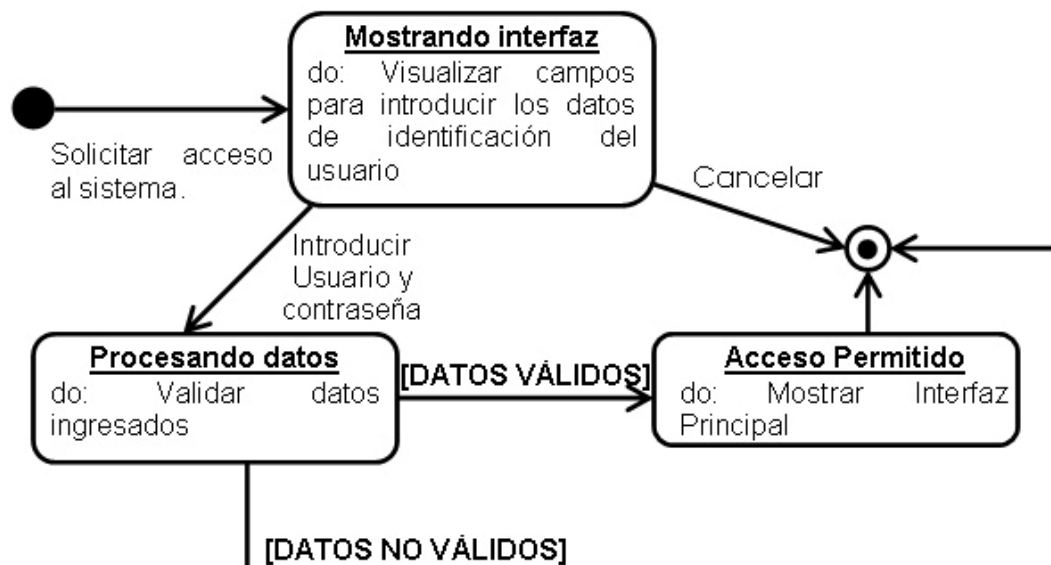 Mostrando interfaz
do: Visualizar campos
para introducir los datos
de identificación del
usuario
Solicitar acceso
al sistema.
Cancelar
Introducir
Usuario y
contraseña
Procesando datos
do: Validar datos
ingresados
[DATOS VÁLIDOS]
Acceso Permitido
do: Mostrar Interfaz
Principal
[DATOS NO VÁLIDOS]